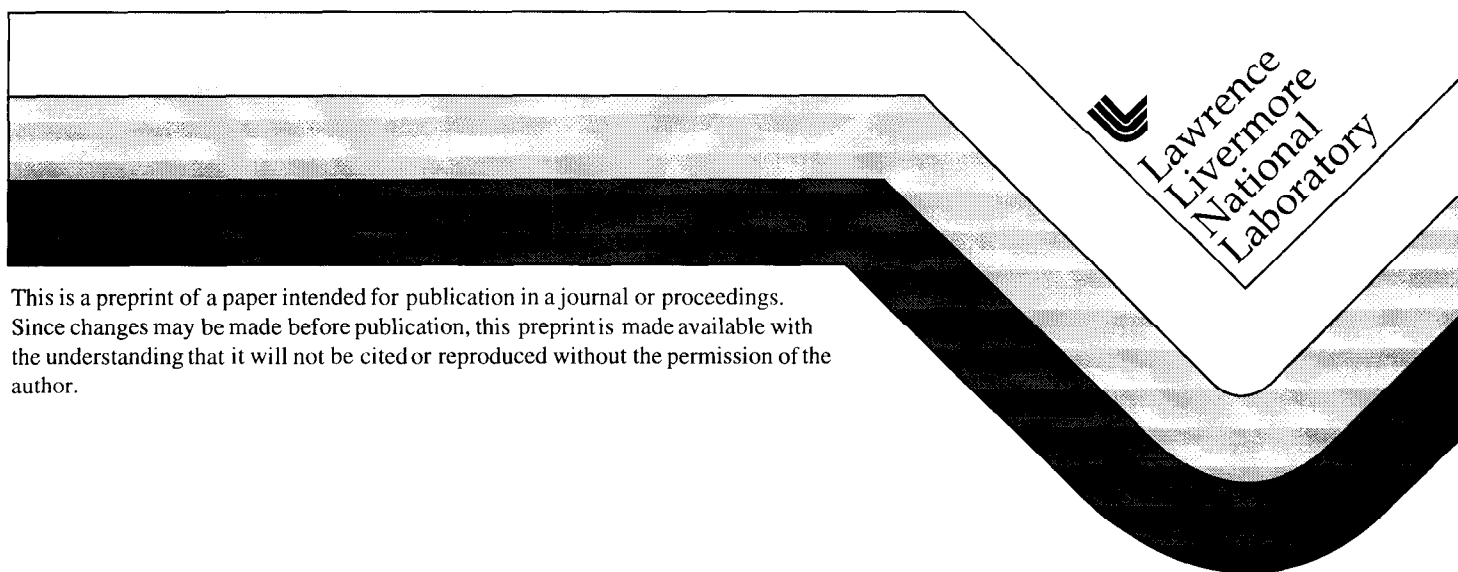 Lawrence
Livermore
National
Laboratory
This is a preprint of a paper intended for publication in a journal or proceedings.
Since changes may be made before publication, this preprint is made available with
the understanding that it will not be cited or reproduced without the permission of the
author.